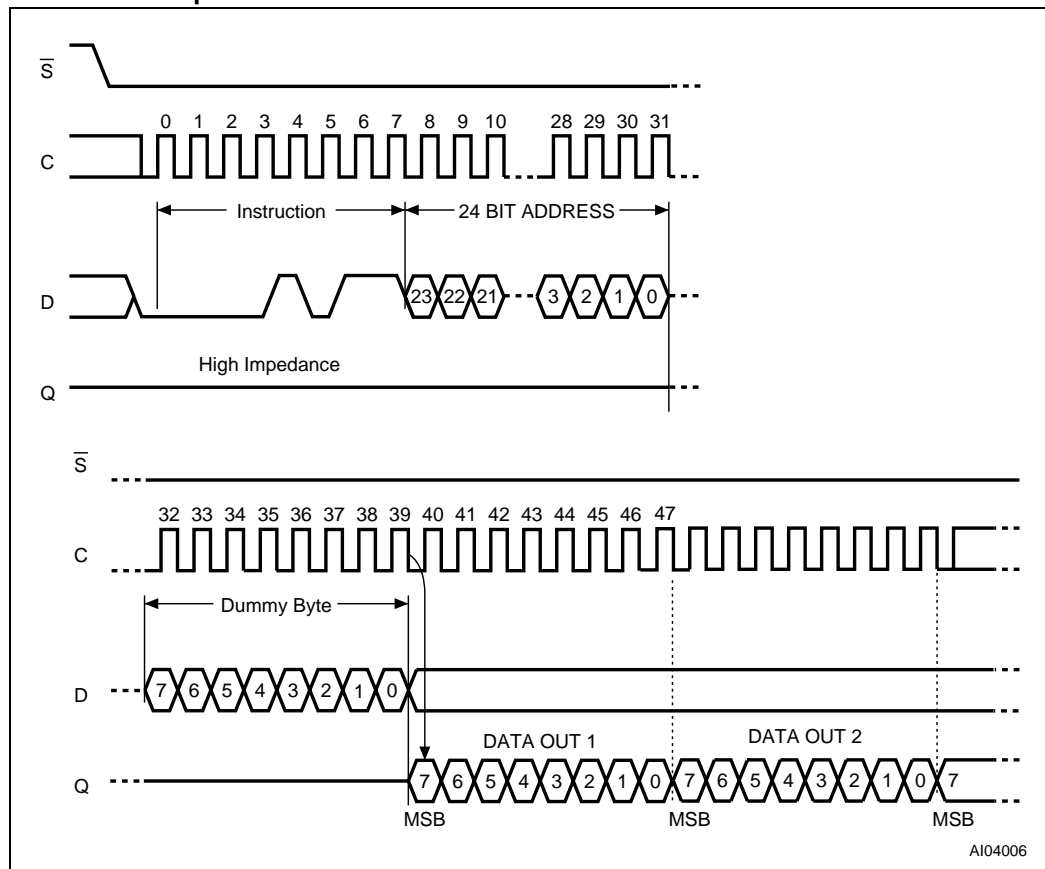 S
0 1 2 3 4 5 6 7 8 9 10 28 29 30 31
C
Instruction 24 BIT ADDRESS
D 23 22 21 3 2 1 0
High Impedance
Q
S
32 33 34 35 36 37 38 39 40 41 42 43 44 45 46 47
C
Dummy Byte
D 7 6 5 4 3 2 1 0
DATA OUT 1 DATA OUT 2
Q 7 6 5 4 3 2 1 0 7 6 5 4 3 2 1 0 7
MSB MSB MSB
AI04006